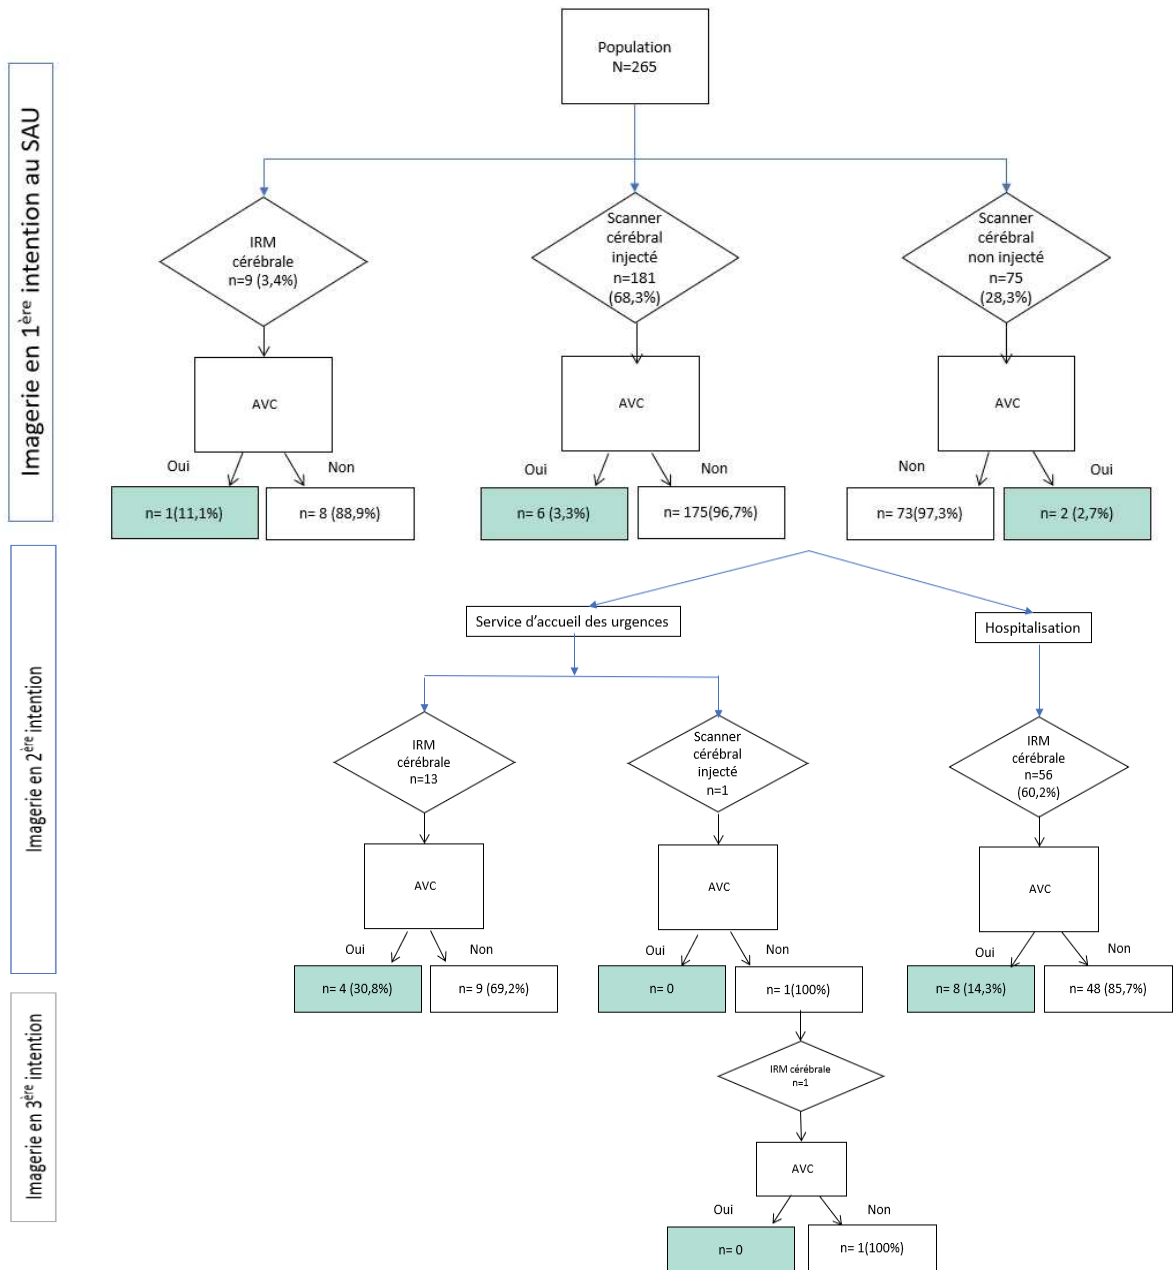 Imagerie en 1ère intention au SAU
Population
N=265
IRM
cérébrale
n=9 (3,4%)
Scanner
cérébral
injecté
n=181
(68,3%)
Scanner
cérébral
non injecté
n=75
(28,3%)
AVC
AVC
AVC
Oui
Non
Oui
Non
Non
Oui
n= 1(11,1%)
n= 8 (88,9%)
n= 6 (3,3%)
n= 175(96,7%)
n= 73(97,3%)
n= 2 (2,7%)
Imagerie en 2ère intention
Service d’accueil des urgences
Hospitalisation
IRM
cérébrale
n=13
Scanner
cérébral
injecté
n=1
IRM
cérébrale
n=56
(60,2%)
AVC
AVC
AVC
Oui
Non
Oui
Non
Oui
Non
n= 4 (30,8%)
n= 9 (69,2%)
n= 0
n= 1(100%)
n= 8 (14,3%)
n= 48 (85,7%)
Imagerie en 3ère intention
IRM cérébrale
n=1
AVC
Oui
Non
n= 0
n= 1(100%)